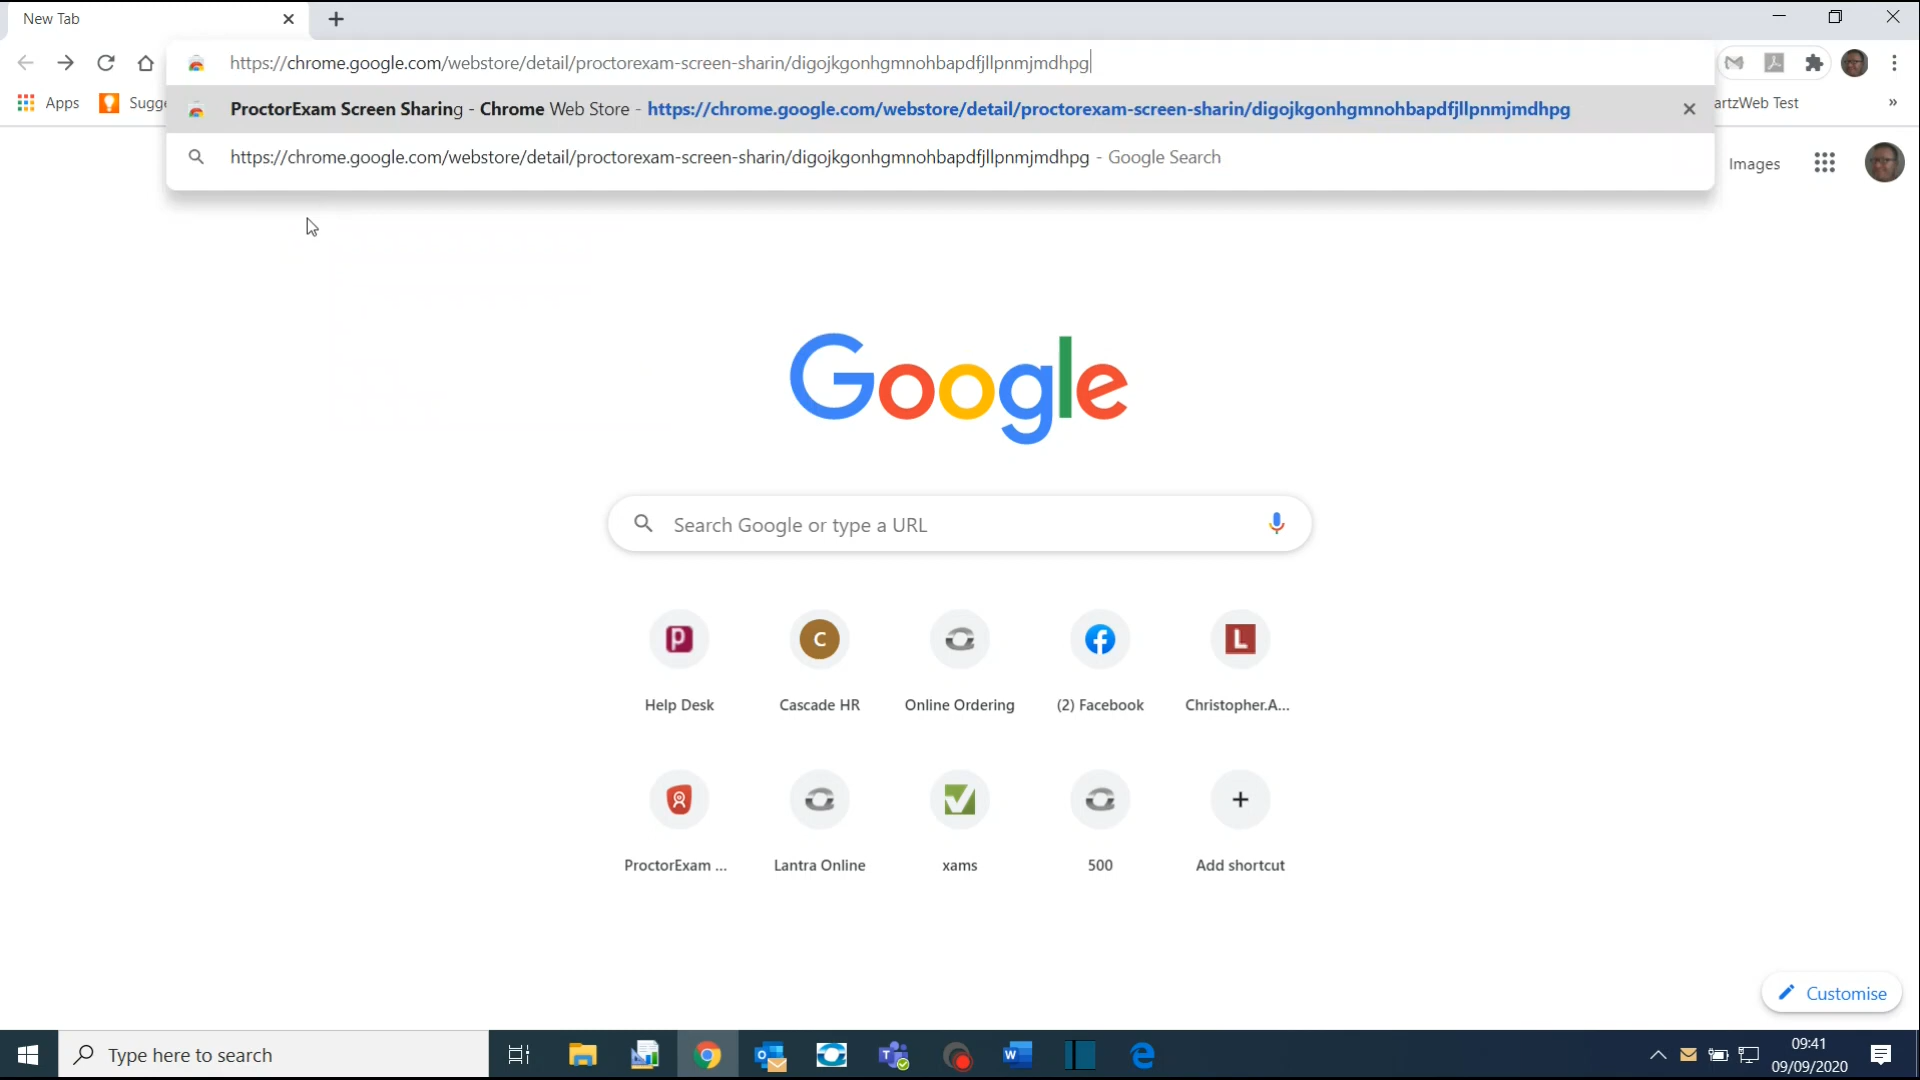 New Tab
https://chrome.google.com/webstore/detail/proctorexam-screen-sharin/digojkgonhgmnohbapdfjllpnmjmdhpg
Apps Sugge artzWeb Test »
ProctorExam Screen Sharing - Chrome Web Store - https://chrome.google.com/webstore/detail/proctorexam-screen-sharin/digojkgonhgmnohbapdfjllpnmjmdhpg
https://chrome.google.com/webstore/detail/proctorexam-screen-sharin/digojkgonhgmnohbapdfjllpnmjmdhpg - Google Search
Images
Google
Search Google or type a URL
P C L
Help Desk Cascade HR Online Ordering (2) Facebook Christopher.A...
ProctorExam ... Lantra Online xams 500 Add shortcut
Customise
Type here to search
09:41
09/09/2020